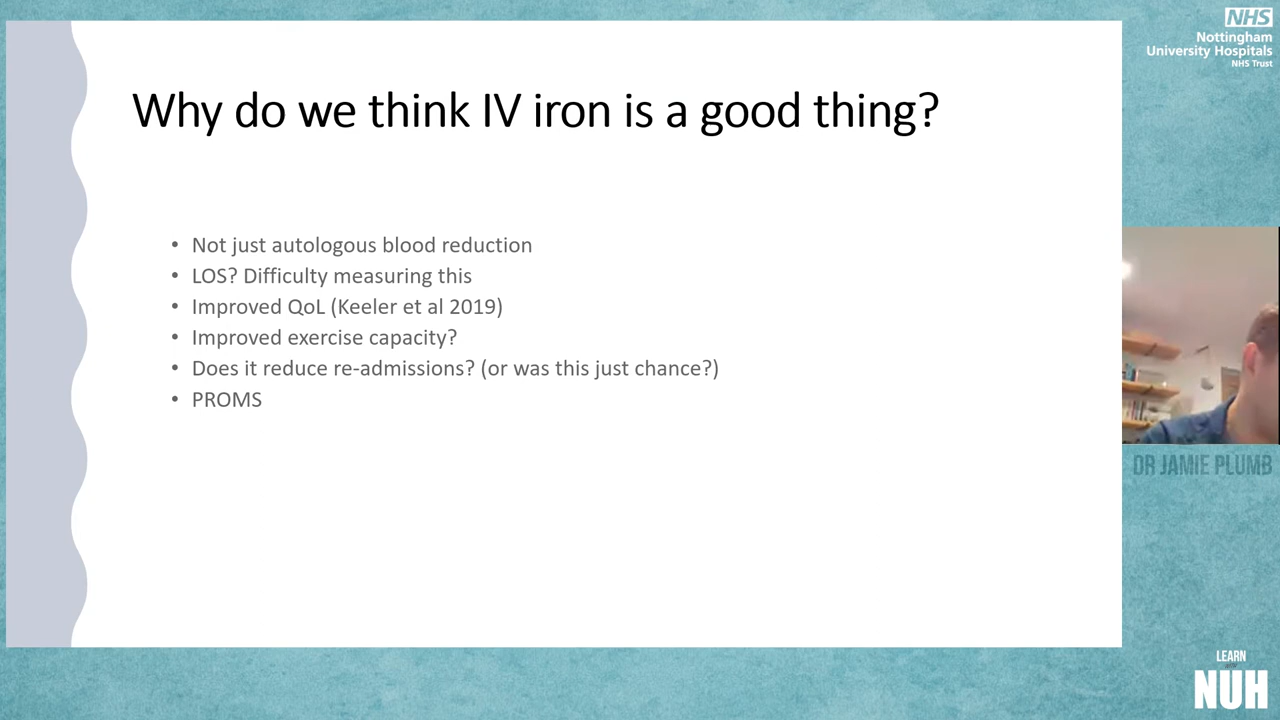 NHS
Nottingham
University Hospitals
NHS Trust
Why do we think IV iron is a good thing?
• Not just autologous blood reduction
• LOS? Difficulty measuring this
• Improved QoL (Keeler et al 2019)
• Improved exercise capacity?
• Does it reduce re-admissions? (or was this just chance?)
• PROMS
DR JAMIE PLUMB
LEARN
NUH